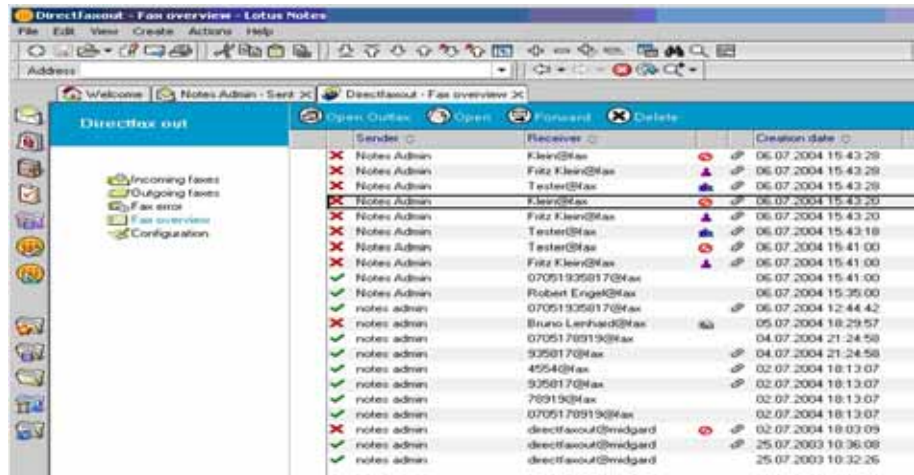 Directfaxout - Fax overview - Lotus Notes
File Edit View Create Actions Help
Address
Welcome Notes Admin - Sent Directfaxout - Fax overview
Directfax out
Open Outfax Open Forward Delete
Incoming faxes
Outgoing faxes
Fax error
Fax overview
Configuration
Sender Receiver Creation date
Notes Admin Klein@fax 06.07.2004 15:43:28
Notes Admin Fritz Klein@fax 06.07.2004 15:43:28
Notes Admin Tester@fax 06.07.2004 15:43:28
Notes Admin Klein@fax 06.07.2004 15:43:20
Notes Admin Fritz Klein@fax 06.07.2004 15:43:20
Notes Admin Tester@fax 06.07.2004 15:43:18
Notes Admin Tester@fax 06.07.2004 15:41:00
Notes Admin Fritz Klein@fax 06.07.2004 15:41:00
Notes Admin 07051935817@fax 06.07.2004 15:41:00
Notes Admin Robert Engel@fax 06.07.2004 15:35:00
notes admin 07051935817@fax 06.07.2004 12:44:42
notes admin Bruno Lenhard@fax 05.07.2004 18:29:57
notes admin 0705178919@fax 04.07.2004 21:24:58
notes admin 935817@fax 04.07.2004 21:24:58
notes admin 4554@fax 02.07.2004 18:13:07
notes admin 935817@fax 02.07.2004 18:13:07
notes admin 78919@fax 02.07.2004 18:13:07
notes admin 0705178919@fax 02.07.2004 18:13:07
notes admin directfaxout@midgard 02.07.2004 18:03:09
notes admin directfaxout@midgard 25.07.2003 10:36:08
notes admin directfaxout@midgard 25.07.2003 10:32:26